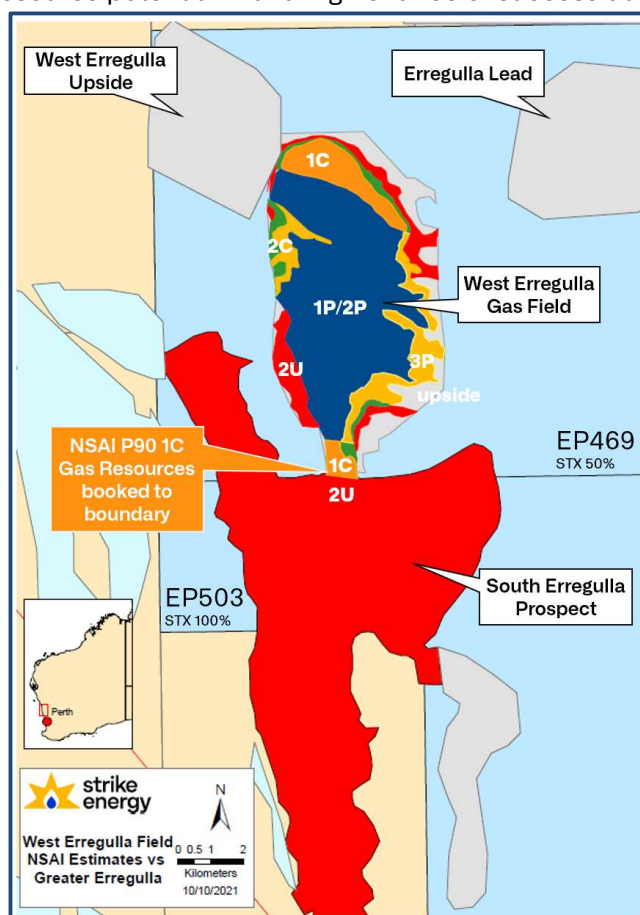 West Erregulla
Upside
Erregulla Lead
1C
2C
1P/2P
West Erregulla
Gas Field
2U
3P
upside
NSAI P90 1C
Gas Resources
booked to
boundary
EP469
STX 50%
1C
2U
EP503
STX 100%
South Erregulla
Prospect
Perth
strike
energy
N
West Erregulla Field
NSAI Estimates vs
Greater Erregulla
0 0.5 1 2
Kilometers
10/10/2021